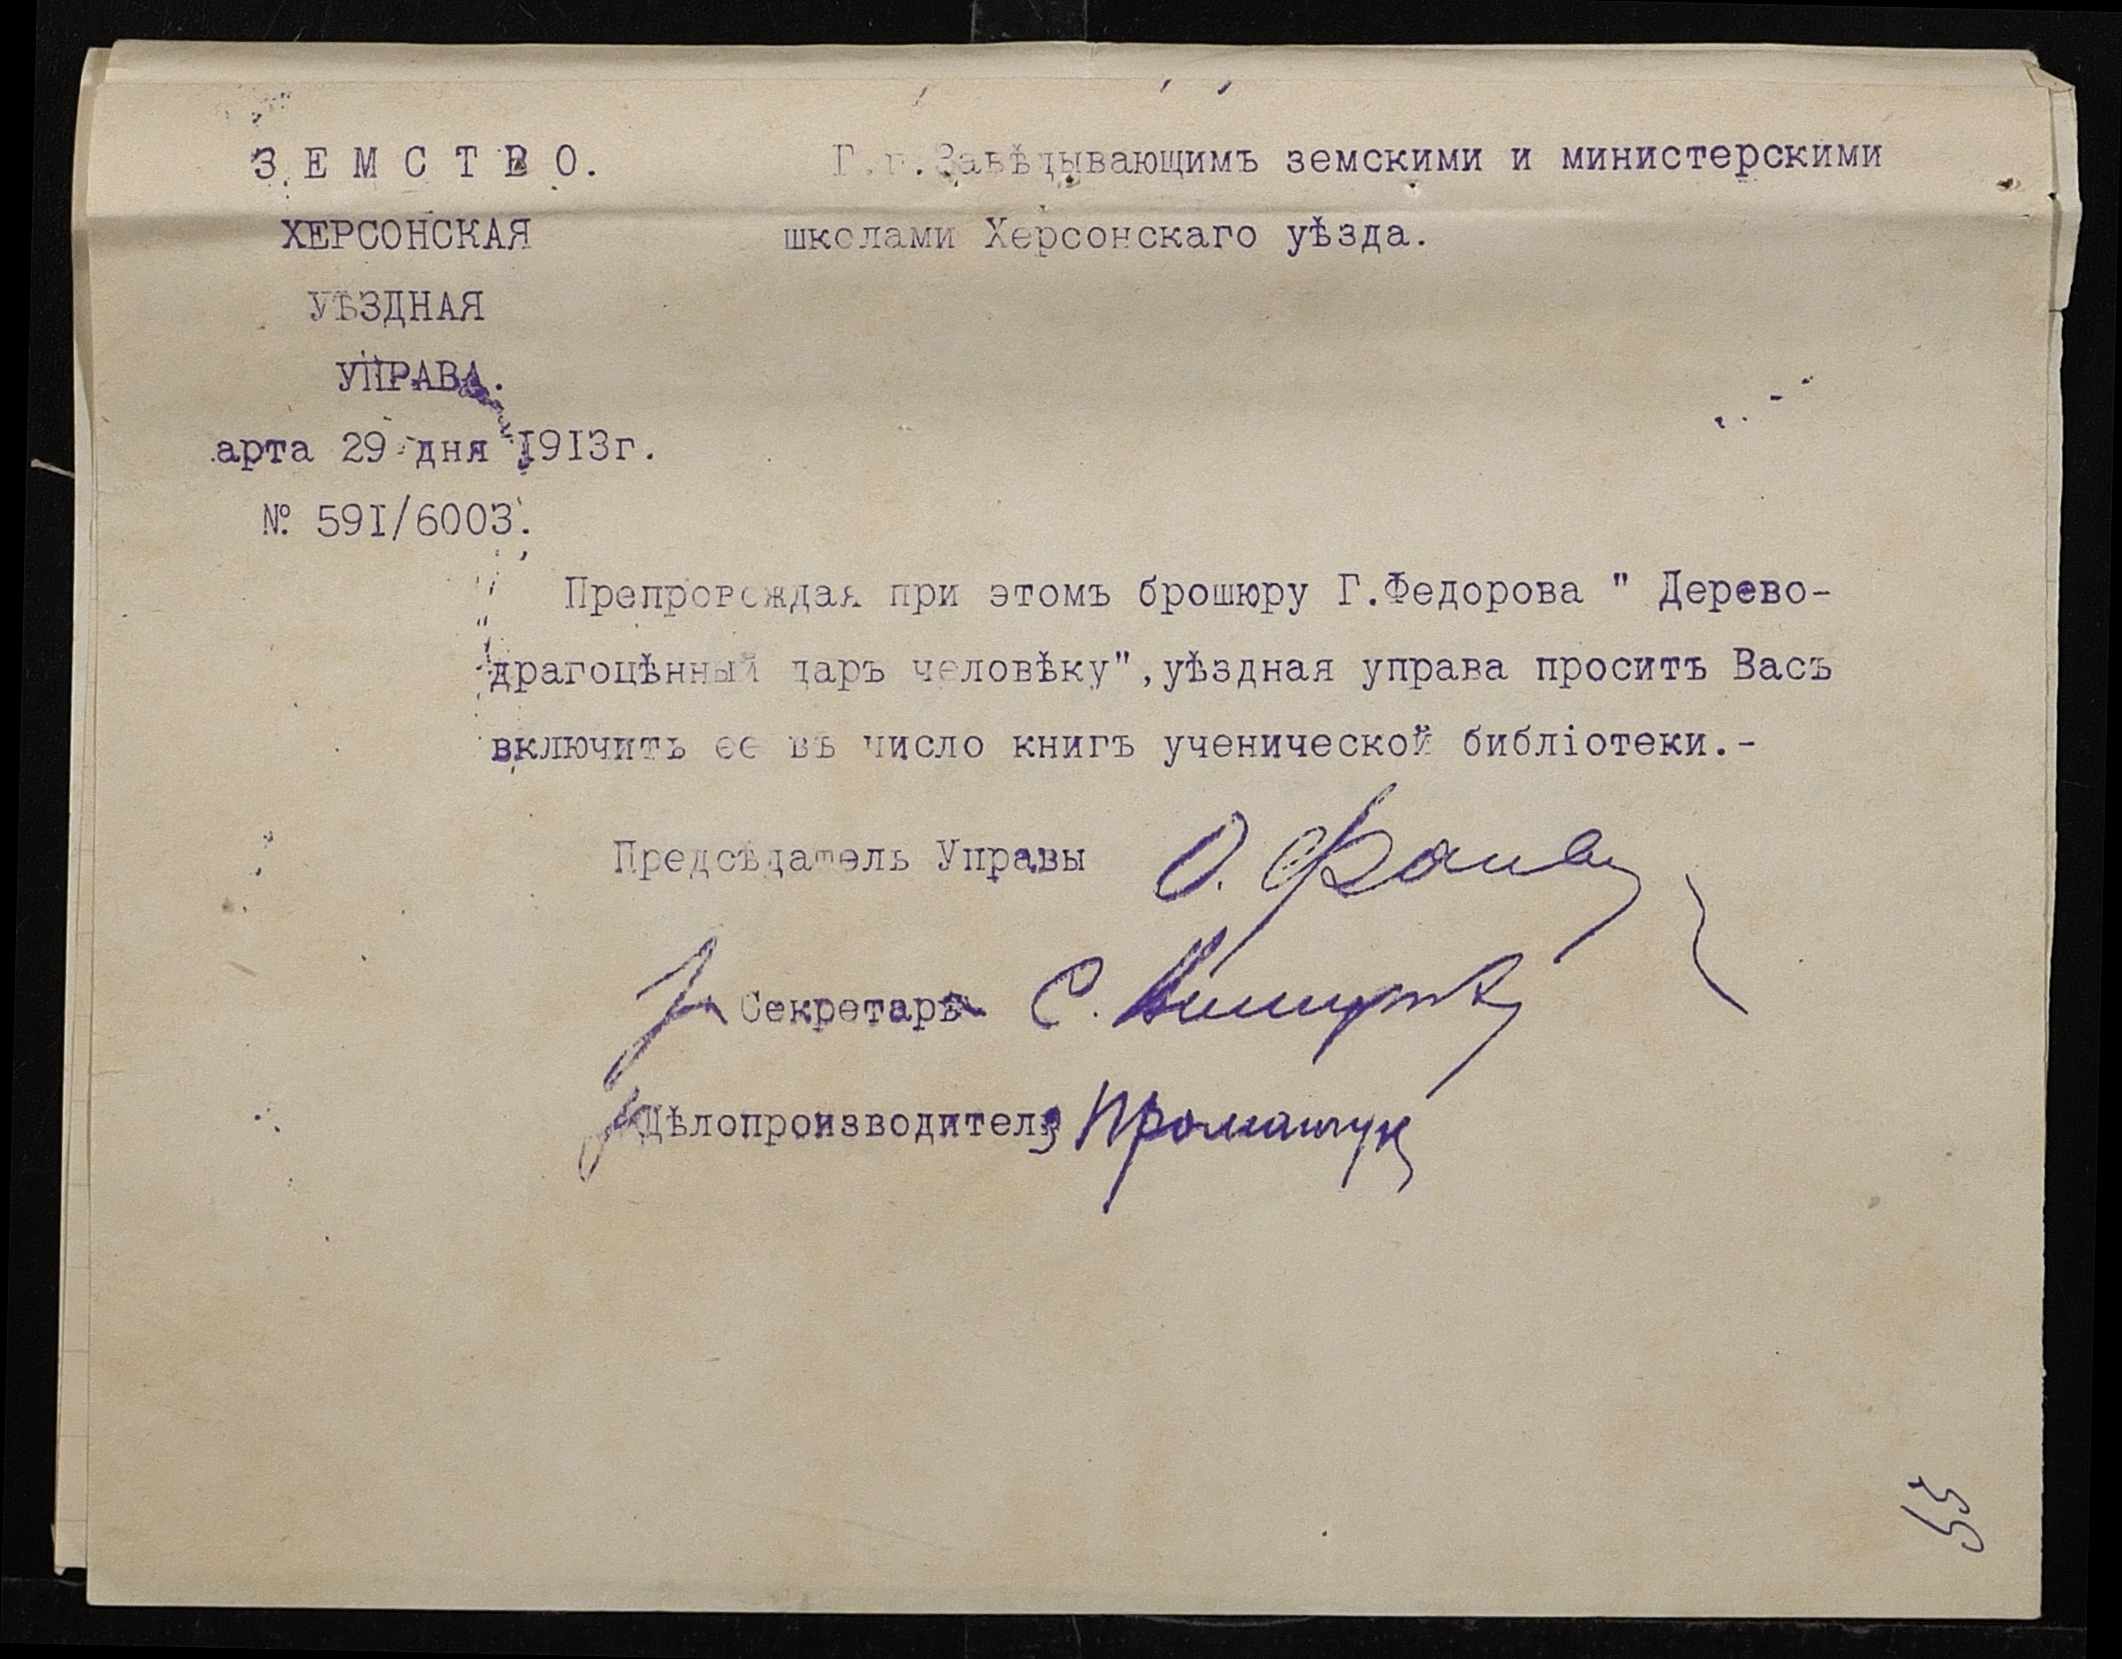 ЗЕМСТВО.
ХЕРСОНСКАЯ
УѢЗДНАЯ
УПРАВА.
арта 29 дня 1913г.
№ 591/6003.
Г.г.Завѣдывающимъ земскими и министерскими
школами Херсонскаго уѣзда.
Препровождая при этомъ брошюру Г.Федорова " Дерево-
драгоцѣнный даръ человѣку",уѣздная управа проситъ Васъ
включить ее въ число книгъ ученической библіотеки.-
Предсѣдатель Управы
Секретарь С.
Дѣлопроизводитель
55